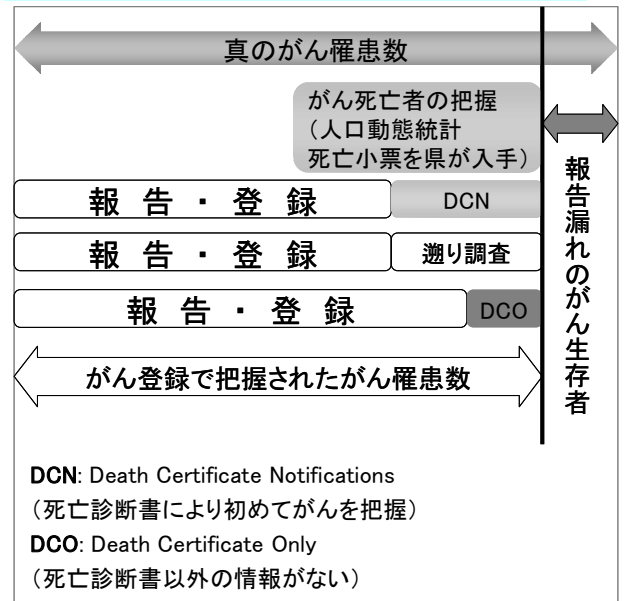 真のがん罹患数
がん死亡者の把握
（人口動態統計
死亡小票を県が入手）
報告漏れのがん生存者
報 告 ・ 登 録 DCN
報 告 ・ 登 録 遡り調査
報 告 ・ 登 録 DCO
がん登録で把握されたがん罹患数
DCN: Death Certificate Notifications
（死亡診断書により初めてがんを把握）
DCO: Death Certificate Only
（死亡診断書以外の情報がない）